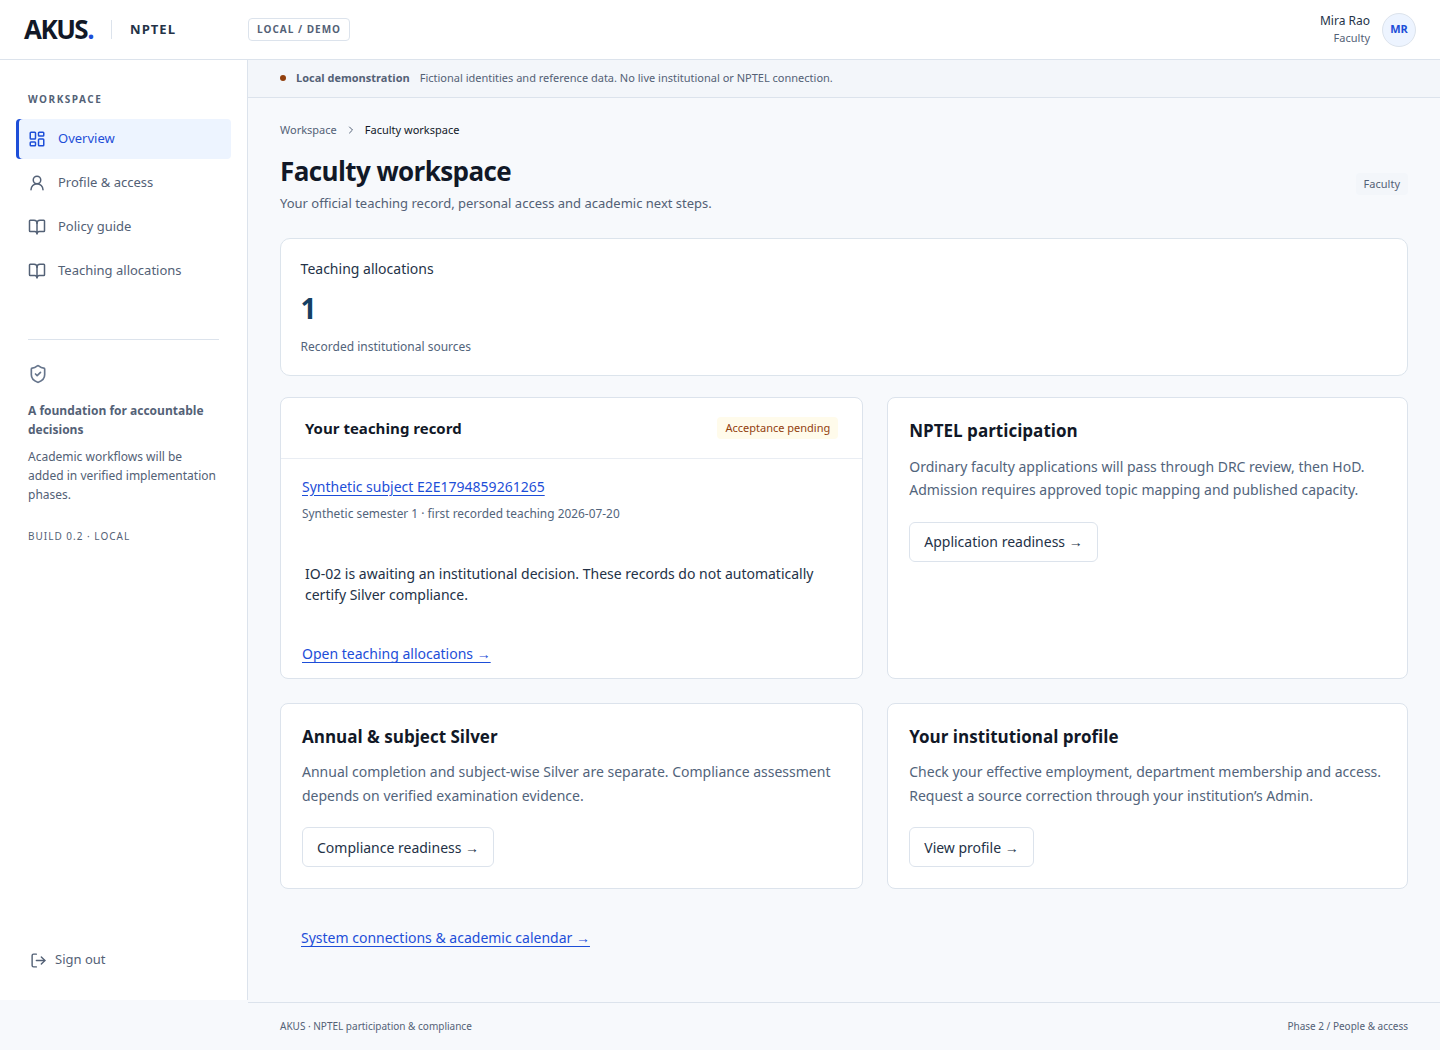 AKUS. NPTEL LOCAL / DEMO Mira Rao
Faculty MR
Local demonstration Fictional identities and reference data. No live institutional or NPTEL connection.
WORKSPACE
Overview
Profile & access
Policy guide
Teaching allocations
A foundation for accountable
decisions
Academic workflows will be
added in verified implementation
phases.
BUILD 0.2 · LOCAL
Sign out
Workspace > Faculty workspace
Faculty workspace
Your official teaching record, personal access and academic next steps.
Faculty
Teaching allocations
1
Recorded institutional sources
Your teaching record Acceptance pending
Synthetic subject E2E1794859261265
Synthetic semester 1 · first recorded teaching 2026-07-20
IO-02 is awaiting an institutional decision. These records do not automatically
certify Silver compliance.
Open teaching allocations →
NPTEL participation
Ordinary faculty applications will pass through DRC review, then HoD.
Admission requires approved topic mapping and published capacity.
Application readiness →
Annual & subject Silver
Annual completion and subject-wise Silver are separate. Compliance assessment
depends on verified examination evidence.
Compliance readiness →
Your institutional profile
Check your effective employment, department membership and access.
Request a source correction through your institution’s Admin.
View profile →
System connections & academic calendar →
AKUS · NPTEL participation & compliance Phase 2 / People & access